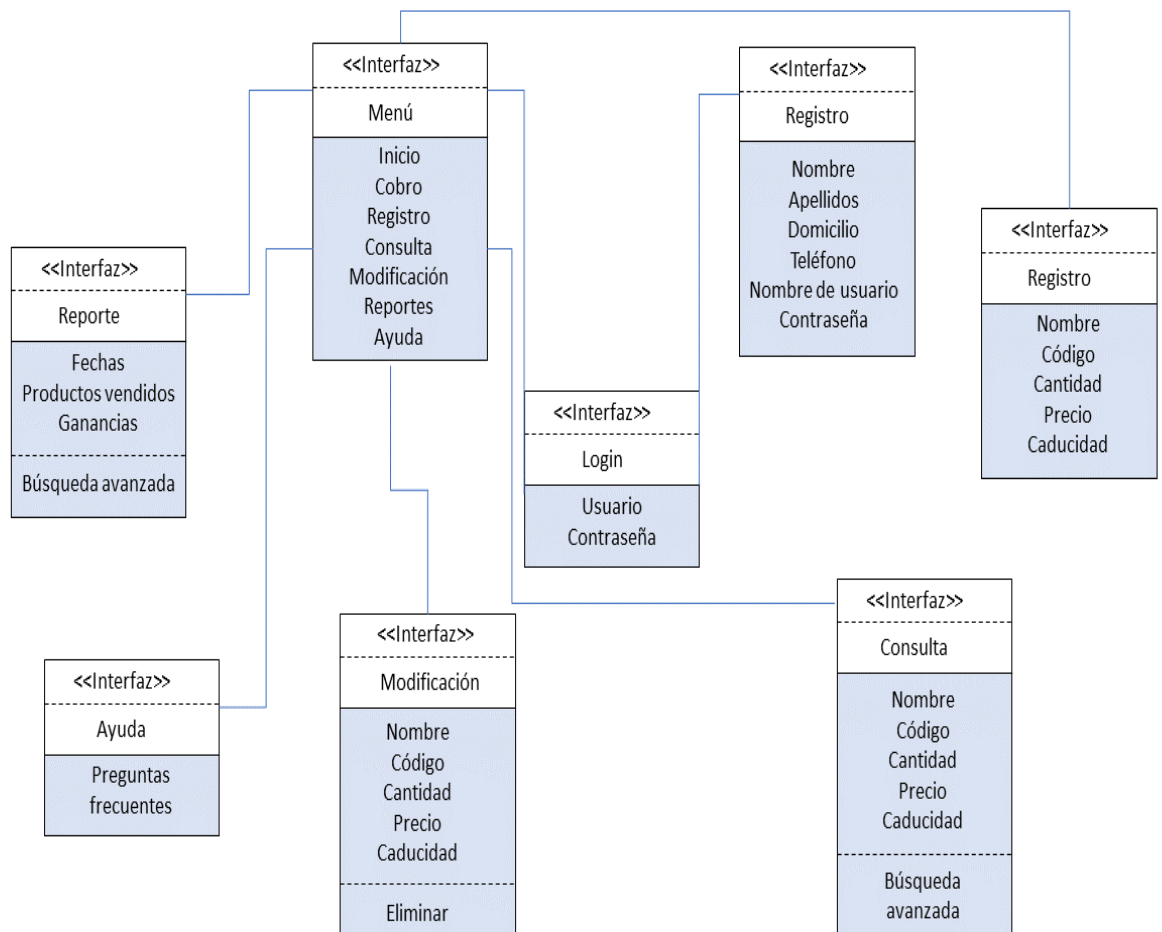 <<Interfaz>>
Menú
Inicio
Cobro
Registro
Consulta
Modificación
Reportes
Ayuda
<<Interfaz>>
Registro
Nombre
Apellidos
Domicilio
Teléfono
Nombre de usuario
Contraseña
<<Interfaz>>
Registro
Nombre
Código
Cantidad
Precio
Caducidad
<<Interfaz>>
Reporte
Fechas
Productos vendidos
Ganancias
Búsqueda avanzada
<<Interfaz>>
Login
Usuario
Contraseña
<<Interfaz>>
Ayuda
Preguntas
frecuentes
<<Interfaz>>
Modificación
Nombre
Código
Cantidad
Precio
Caducidad
Eliminar
<<Interfaz>>
Consulta
Nombre
Código
Cantidad
Precio
Caducidad
Búsqueda
avanzada